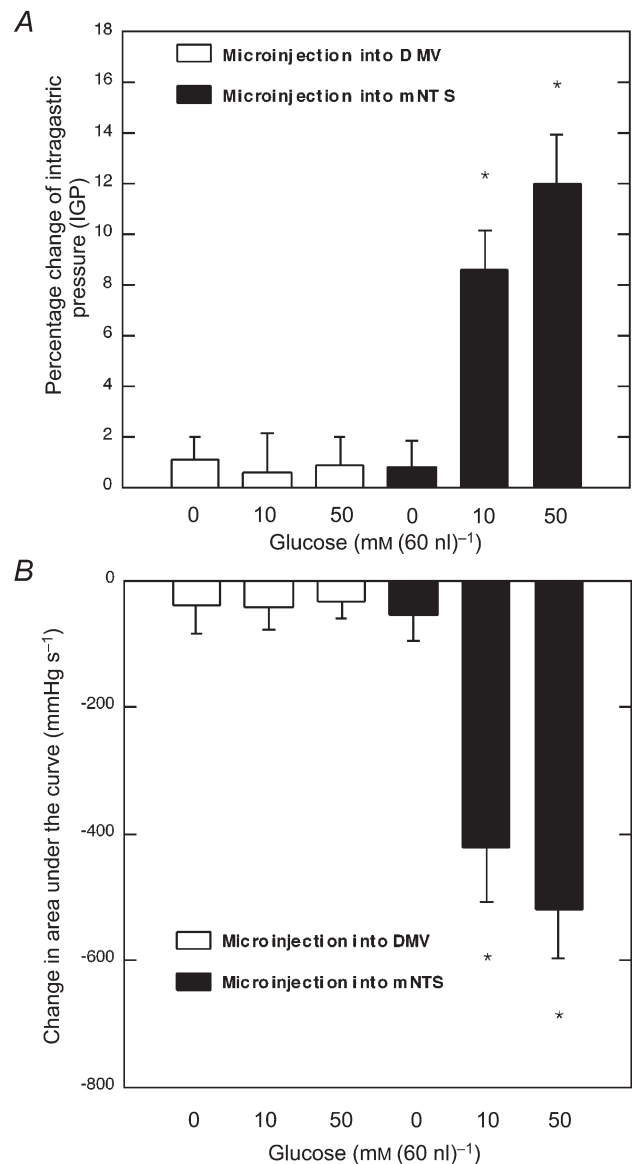 A
18
16
14
12
10
8
6
4
2
0
Percentage change of intragastric
pressure (IGP)
Microinjection into DMV
Microinjection into mNTS
*
*
0 10 50 0 10 50
Glucose (mM (60 nl)⁻¹
B
0
-200
-400
-600
-800
Change in area under the curve (mmHg s⁻¹)
Microinjection into DMV
Microinjection into mNTS
*
*
0 10 50 0 10 50
Glucose (mM (60 nl)⁻¹